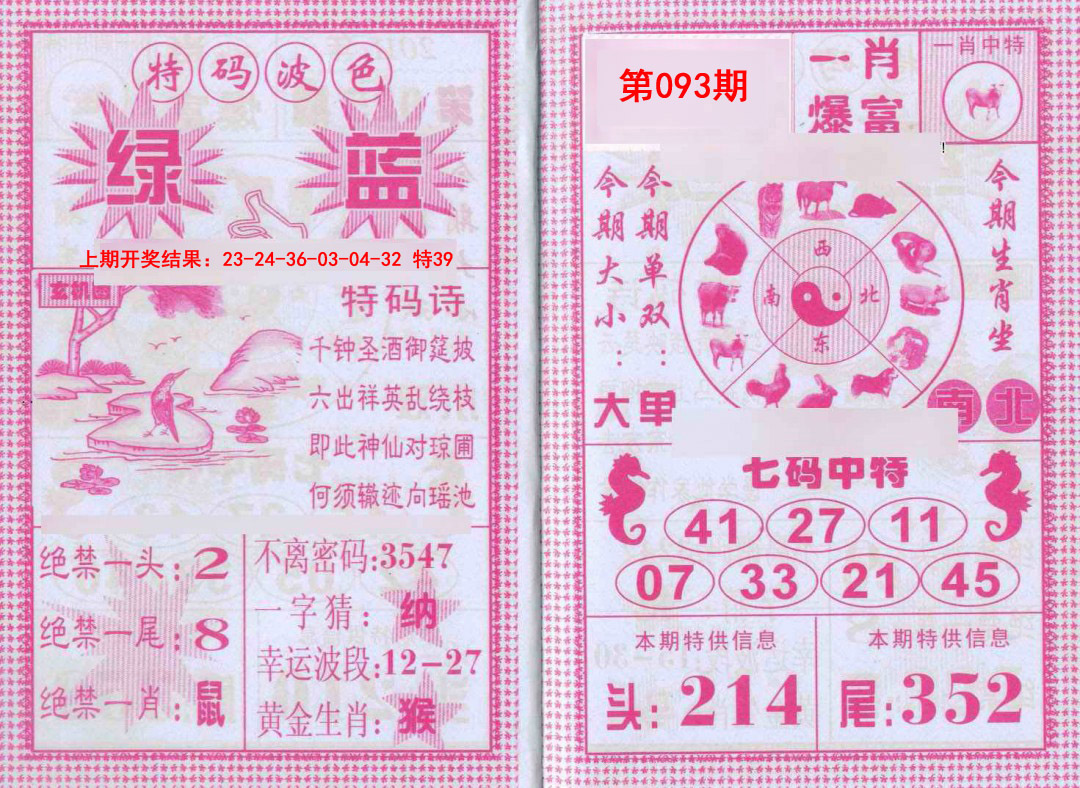 特码波色
绿 蓝
上期开奖结果：23-24-36-03-04-32 特39
玄机图
特码诗
千钟圣酒御筵披
六出祥英乱绕枝
即此神仙对琼圃
何须辙迹向瑶池
绝禁一头：2
绝禁一尾：8
绝禁一肖：鼠
不离密码:3547
一字猜：纳
幸运波段:12-27
黄金生肖：猴
第093期
一肖
爆富
一肖中特
!
今期大小：大
今期单双：单
西
南 北
东
今期生肖坐
南北
七码中特
41 27 11
07 33 21 45
本期特供信息
头：214
本期特供信息
尾：352